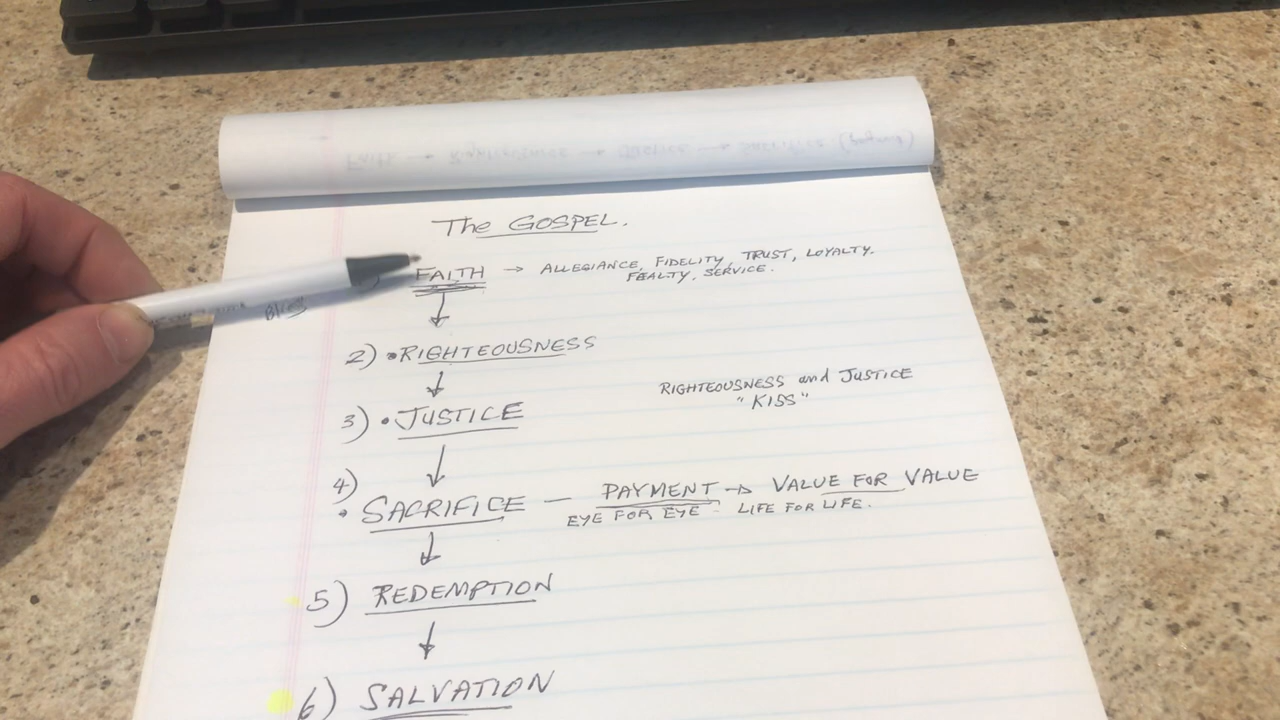 The GOSPEL.
FAITH → ALLEGIANCE, FIDELITY, TRUST, LOYALTY.
FEALTY, SERVICE.
2) •RIGHTEOUSNESS
RIGHTEOUSNESS and JUSTICE
"KISS"
3) •JUSTICE
4)
•SACRIFICE — PAYMENT → VALUE FOR VALUE
EYE FOR EYE - LIFE FOR LIFE.
5) REDEMPTION
6) SALVATION